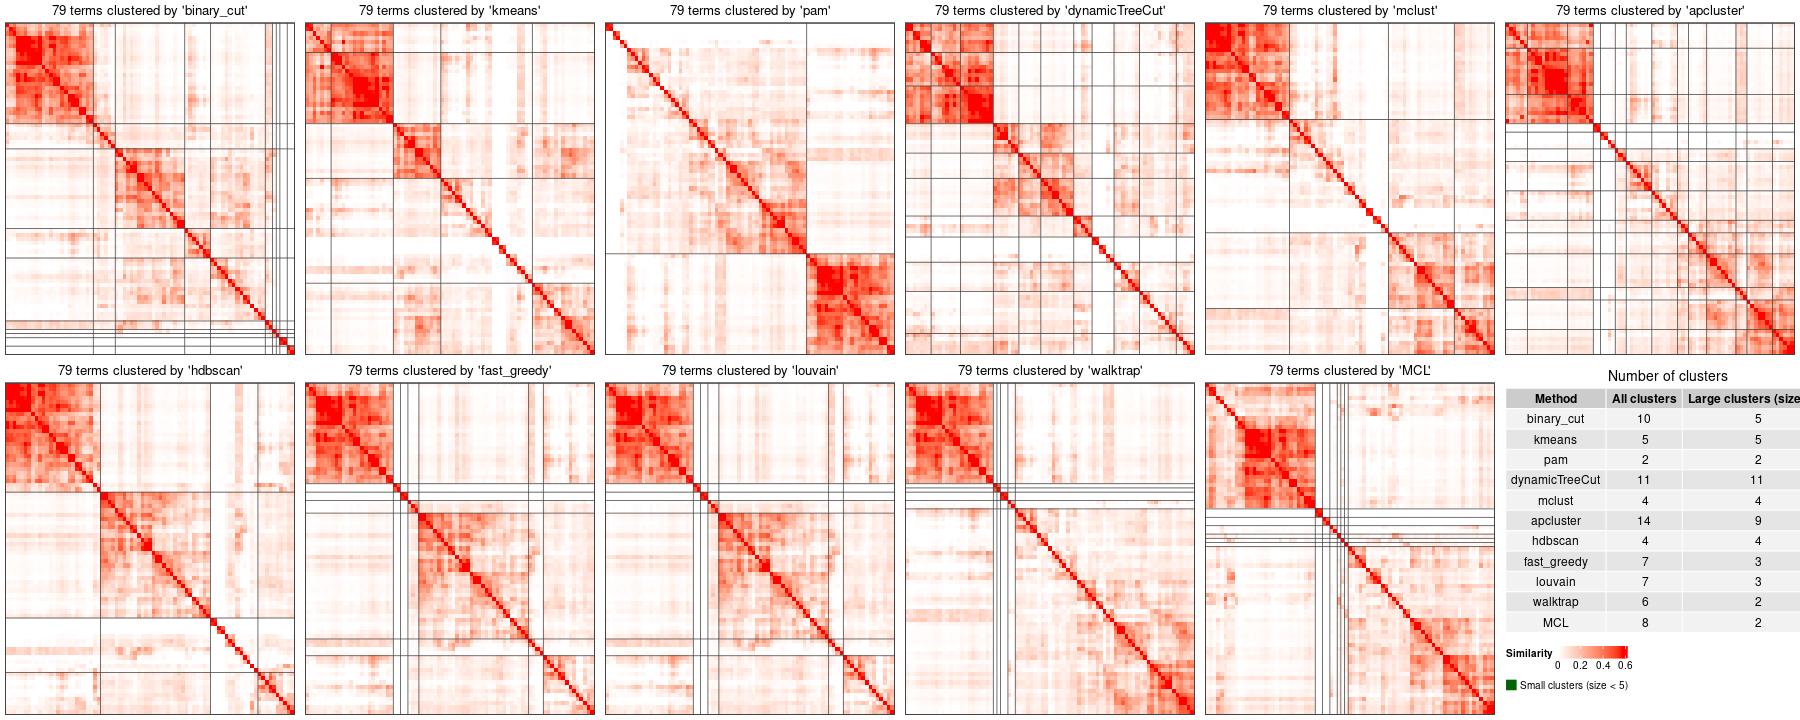 79 terms clustered by 'binary_cut'
79 terms clustered by 'kmeans'
79 terms clustered by 'pam'
79 terms clustered by 'dynamicTreeCut'
79 terms clustered by 'mclust'
79 terms clustered by 'apcluster'
79 terms clustered by 'hdbscan'
79 terms clustered by 'fast_greedy'
79 terms clustered by 'louvain'
79 terms clustered by 'walktrap'
79 terms clustered by 'MCL'
Number of clusters
Method All clusters Large clusters (size
binary_cut 10 5
kmeans 5 5
pam 2 2
dynamicTreeCut 11 11
mclust 4 4
apcluster 14 9
hdbscan 4 4
fast_greedy 7 3
louvain 7 3
walktrap 6 2
MCL 8 2
Similarity
0 0.2 0.4 0.6
Small clusters (size < 5)